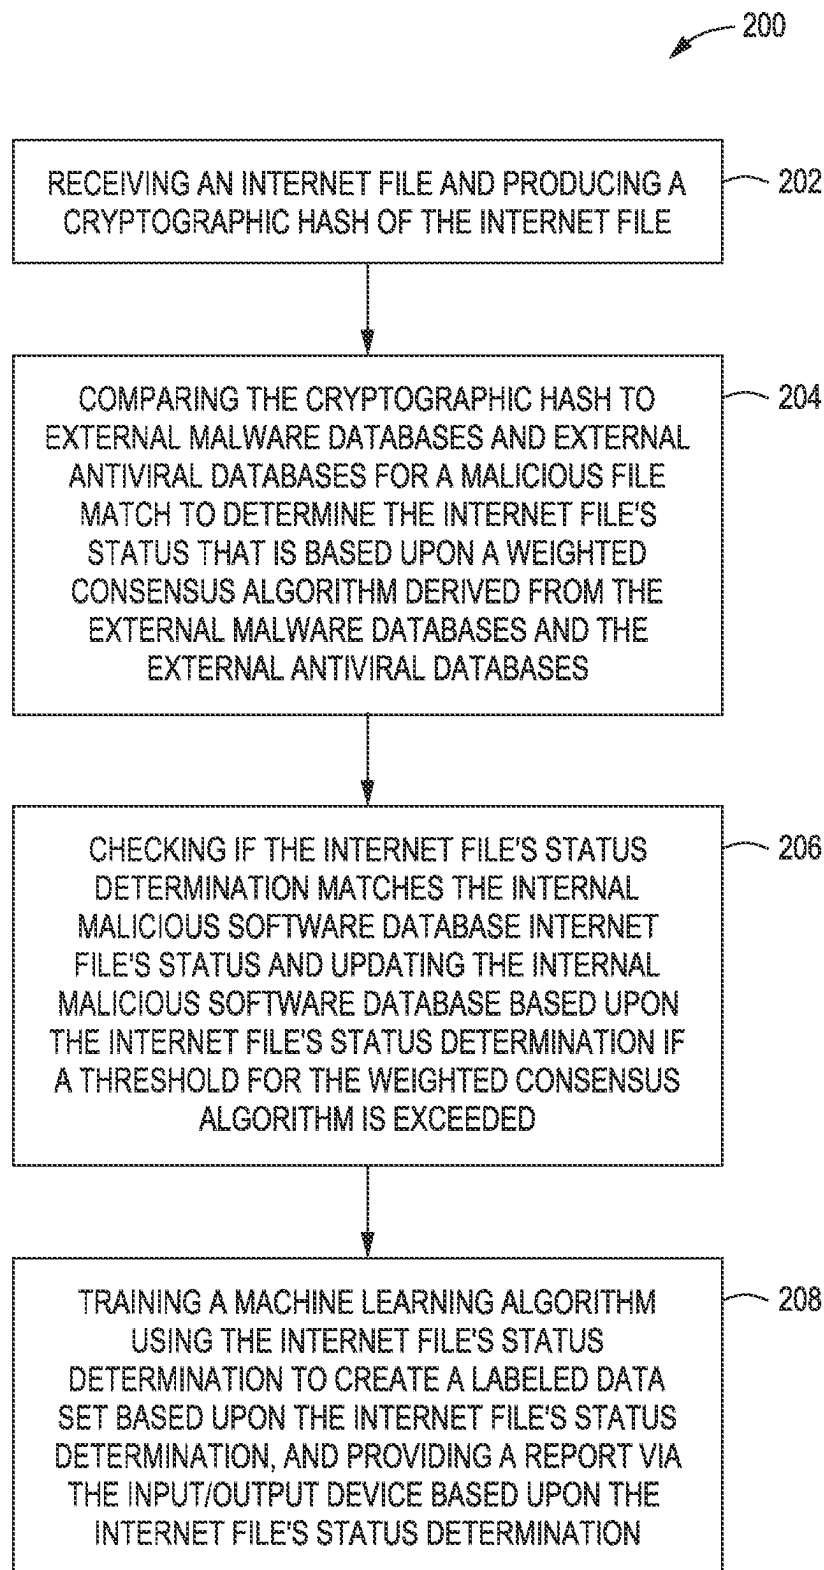 200
RECEIVING AN INTERNET FILE AND PRODUCING A
CRYPTOGRAPHIC HASH OF THE INTERNET FILE
202
COMPARING THE CRYPTOGRAPHIC HASH TO
EXTERNAL MALWARE DATABASES AND EXTERNAL
ANTIVIRAL DATABASES FOR A MALICIOUS FILE
MATCH TO DETERMINE THE INTERNET FILE'S
STATUS THAT IS BASED UPON A WEIGHTED
CONSENSUS ALGORITHM DERIVED FROM THE
EXTERNAL MALWARE DATABASES AND THE
EXTERNAL ANTIVIRAL DATABASES
204
CHECKING IF THE INTERNET FILE'S STATUS
DETERMINATION MATCHES THE INTERNAL
MALICIOUS SOFTWARE DATABASE INTERNET
FILE'S STATUS AND UPDATING THE INTERNAL
MALICIOUS SOFTWARE DATABASE BASED UPON
THE INTERNET FILE'S STATUS DETERMINATION IF
A THRESHOLD FOR THE WEIGHTED CONSENSUS
ALGORITHM IS EXCEEDED
206
TRAINING A MACHINE LEARNING ALGORITHM
USING THE INTERNET FILE'S STATUS
DETERMINATION TO CREATE A LABELED DATA
SET BASED UPON THE INTERNET FILE'S STATUS
DETERMINATION, AND PROVIDING A REPORT VIA
THE INPUT/OUTPUT DEVICE BASED UPON THE
INTERNET FILE'S STATUS DETERMINATION
208